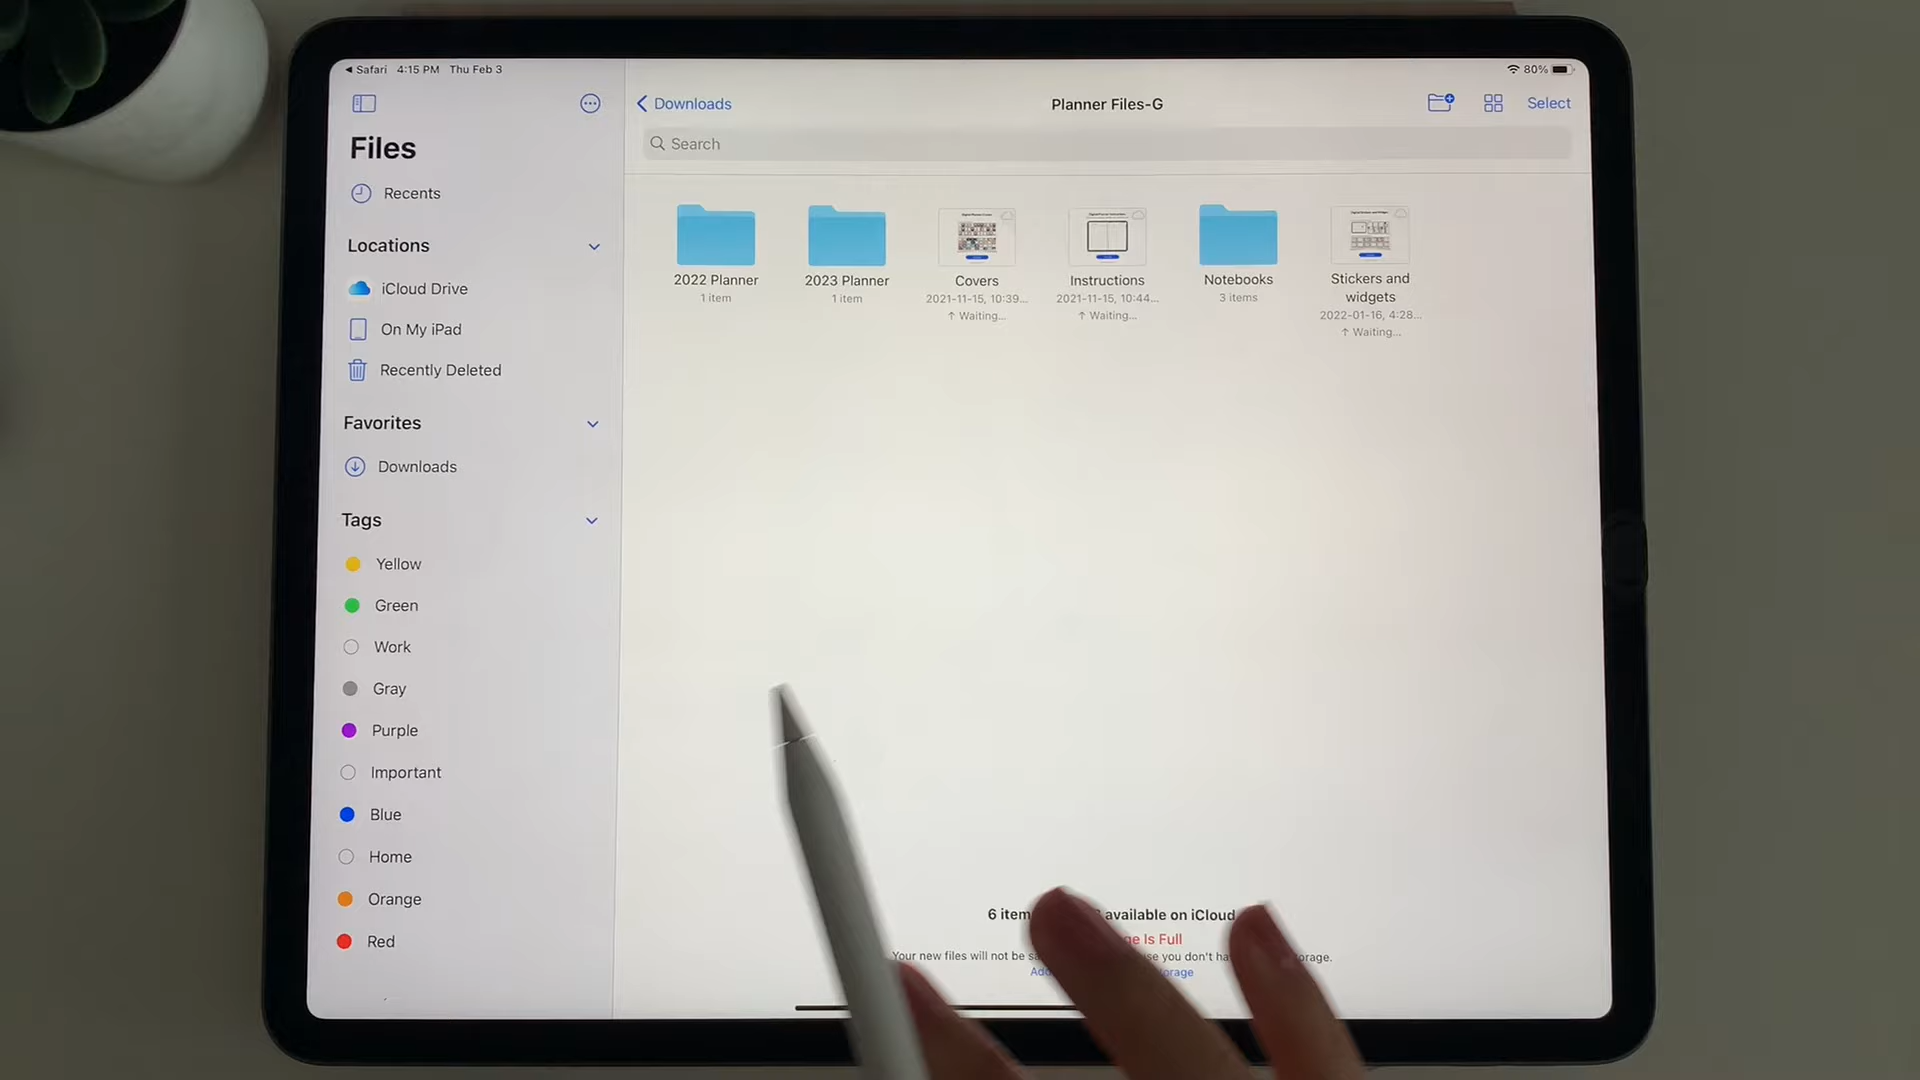 Safari 4:15 PM Thu Feb 3
80%
Files
Recents
Locations
iCloud Drive
On My iPad
Recently Deleted
Favorites
Downloads
Tags
Yellow
Green
Work
Gray
Purple
Important
Blue
Home
Orange
Red
Downloads
Planner Files-G
Select
Search
2022 Planner
1 item
2023 Planner
1 item
Covers
2021-11-15, 10:39...
↑ Waiting...
Instructions
2021-11-15, 10:44...
↑ Waiting...
Notebooks
3 items
Stickers and
widgets
2022-01-16, 4:28...
↑ Waiting...
6 available on iCloud
Is Full
Your new files will not be you don't